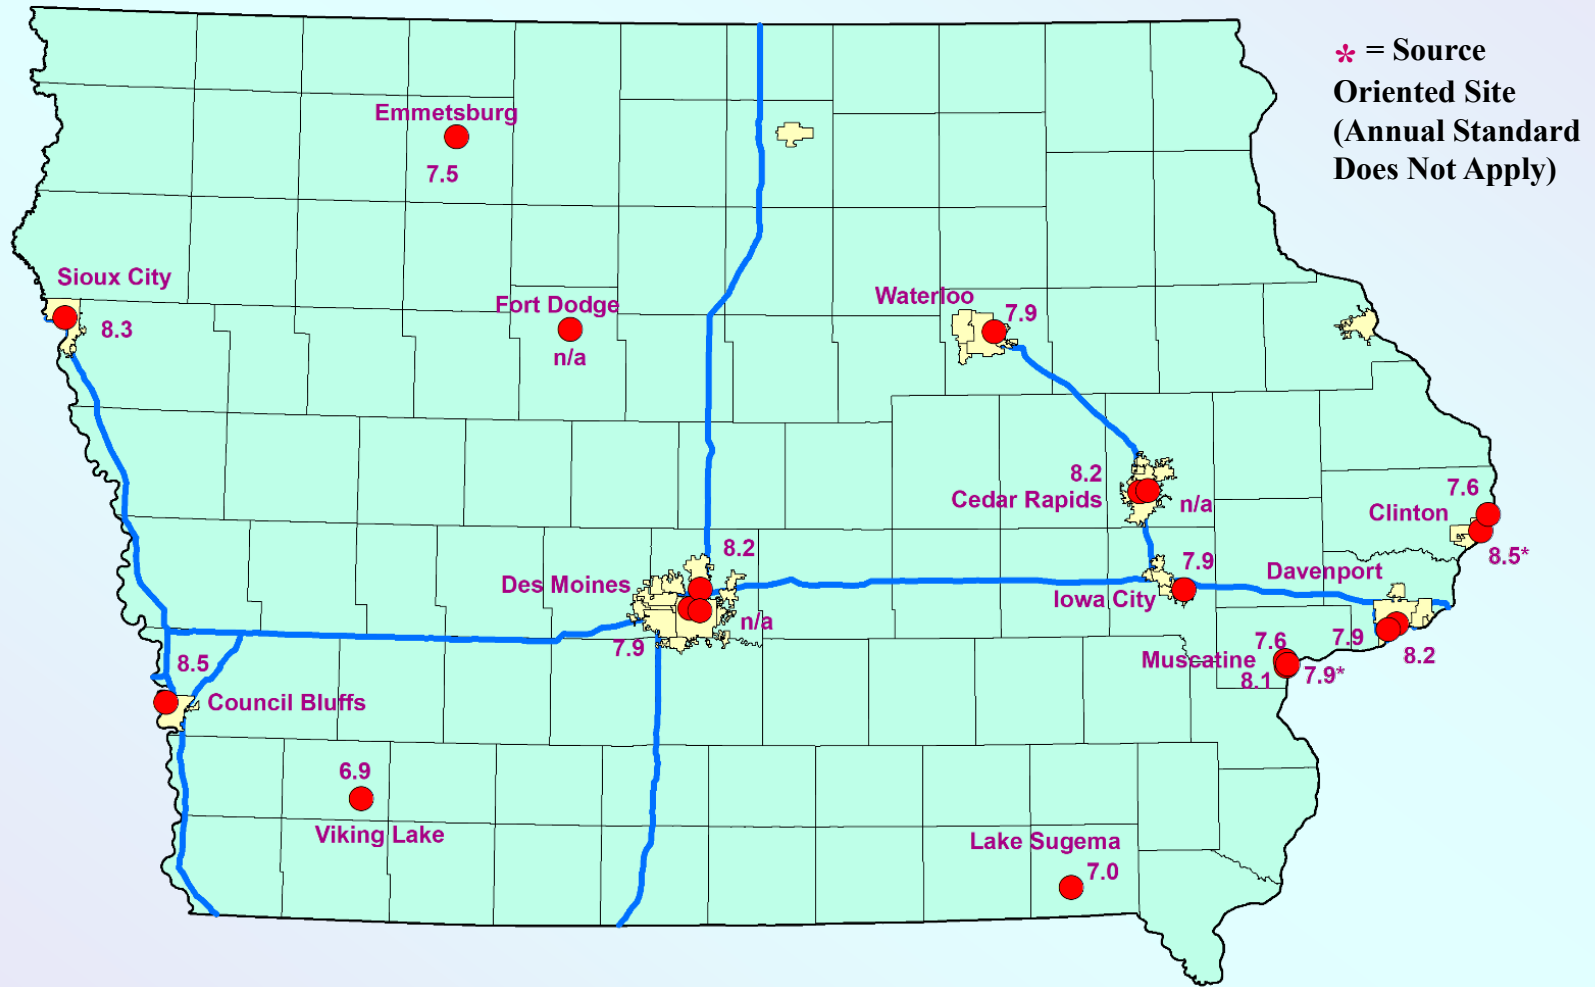 * = Source
Oriented Site
(Annual Standard
Does Not Apply)
Emmetsburg
7.5
Sioux City
8.3
Fort Dodge
n/a
Waterloo
7.9
8.2
Cedar Rapids
n/a
7.6
Clinton
8.5*
8.2
Des Moines
n/a
7.9
7.9
Iowa City
Davenport
7.9
8.2
7.6
Muscatine
8.1
7.9*
8.5
Council Bluffs
6.9
Viking Lake
Lake Sugema
7.0